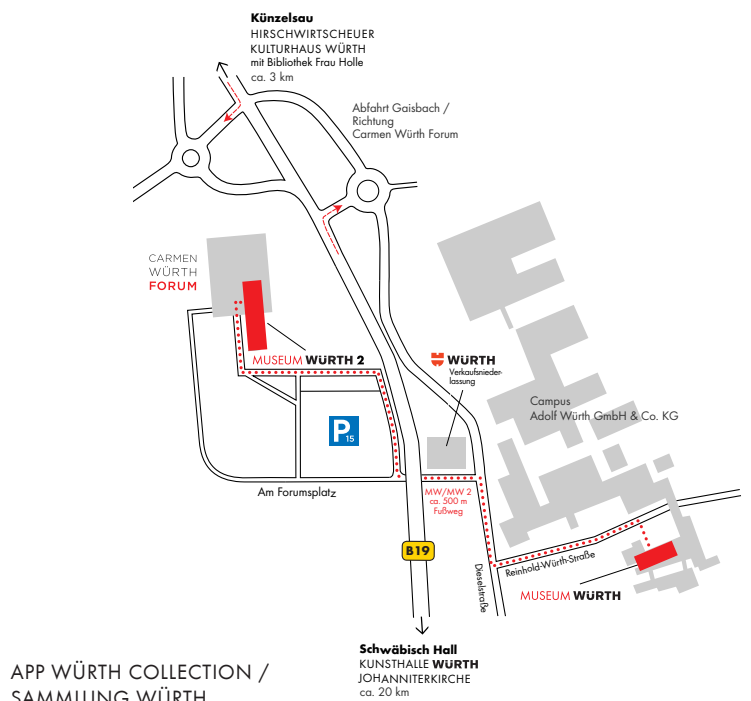 Künzelsau
HIRSCHWIRTSCHEUER
KULTURHAUS WÜRTH
mit Bibliothek Frau Holle
ca. 3 km
Abfahrt Gaisbach /
Richtung
Carmen Würth Forum
CARMEN
WÜRTH
FORUM
MUSEUM WÜRTH 2
WÜRTH
Verkaufsnieder-
lassung
Campus
Adolf Würth GmbH & Co. KG
P15
Am Forumsplatz
MW/MW 2
ca. 500 m
Fußweg
B19
Dieselstraße
Reinhold-Würth-Straße
MUSEUM WÜRTH
Schwäbisch Hall
KUNSTHALLE WÜRTH
JOHANNITERKIRCHE
ca. 20 km
APP WÜRTH COLLECTION /
SAMMLUNG WÜRTH